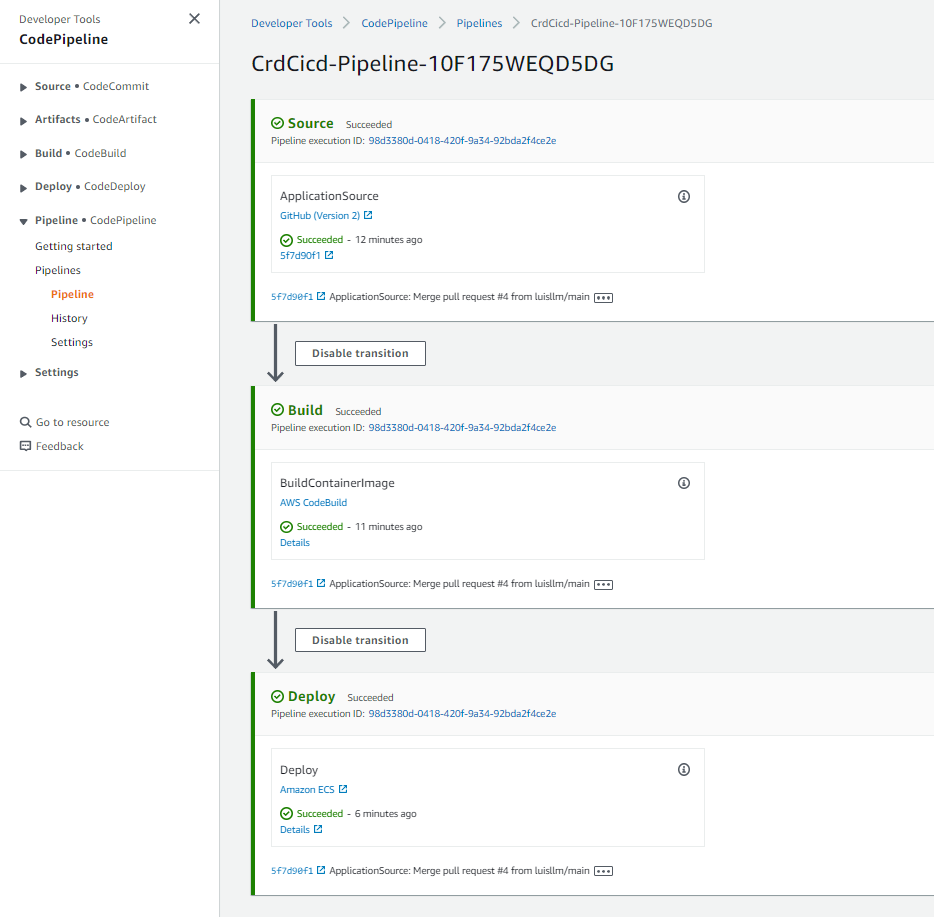 Developer Tools
CodePipeline
Source • CodeCommit
Artifacts • CodeArtifact
Build • CodeBuild
Deploy • CodeDeploy
Pipeline • CodePipeline
Getting started
Pipelines
Pipeline
History
Settings
Settings
Go to resource
Feedback
Developer Tools > CodePipeline > Pipelines > CrdCicd-Pipeline-10F175WEQD5DG
CrdCicd-Pipeline-10F175WEQD5DG
Source Succeeded
Pipeline execution ID: 98d3380d-0418-420f-9a34-92bda2f4ce2e
ApplicationSource
GitHub (Version 2)
Succeeded - 12 minutes ago
5f7d90f1
5f7d90f1 ApplicationSource: Merge pull request #4 from luisllm/main
Disable transition
Build Succeeded
Pipeline execution ID: 98d3380d-0418-420f-9a34-92bda2f4ce2e
BuildContainerImage
AWS CodeBuild
Succeeded - 11 minutes ago
Details
5f7d90f1 ApplicationSource: Merge pull request #4 from luisllm/main
Disable transition
Deploy Succeeded
Pipeline execution ID: 98d3380d-0418-420f-9a34-92bda2f4ce2e
Deploy
Amazon ECS
Succeeded - 6 minutes ago
Details
5f7d90f1 ApplicationSource: Merge pull request #4 from luisllm/main